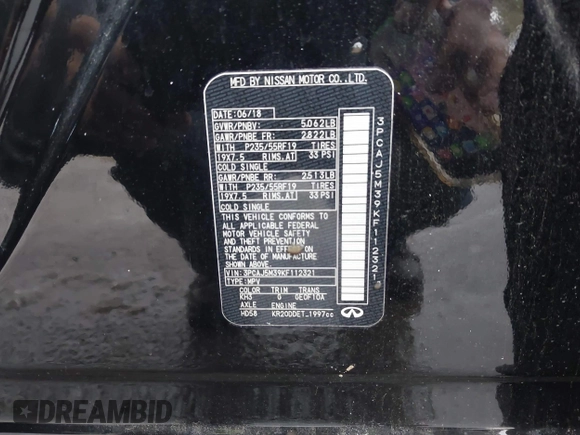 MFD BY NISSAN MOTOR CO.,LTD.
DATE:06/18
GVWR/PNBV: 5,062LB
GAWR/PNBE FR: 2822LB
WITH P235/55RF19 TIRES
19X7.5 RIMS,AT 33 PSI
COLD SINGLE
GAWR/PNBE RR: 2513LB
WITH P235/55RF19 TIRES
19X7.5 RIMS,AT 33 PSI
COLD SINGLE
THIS VEHICLE CONFORMS TO
ALL APPLICABLE FEDERAL
MOTOR VEHICLE SAFETY
AND THEFT PREVENTION
STANDARDS IN EFFECT ON
THE DATE OF MANUFACTURE
SHOWN ABOVE.
VIN: 3PCAJ5M39KF112321
TYPE: MPV
COLOR TRIM TRANS
KH3 G GEOF10A
AXLE ENGINE
HD58 KR20DDET 1997cc
3PCAJ5M39KF112321
DREAMBID